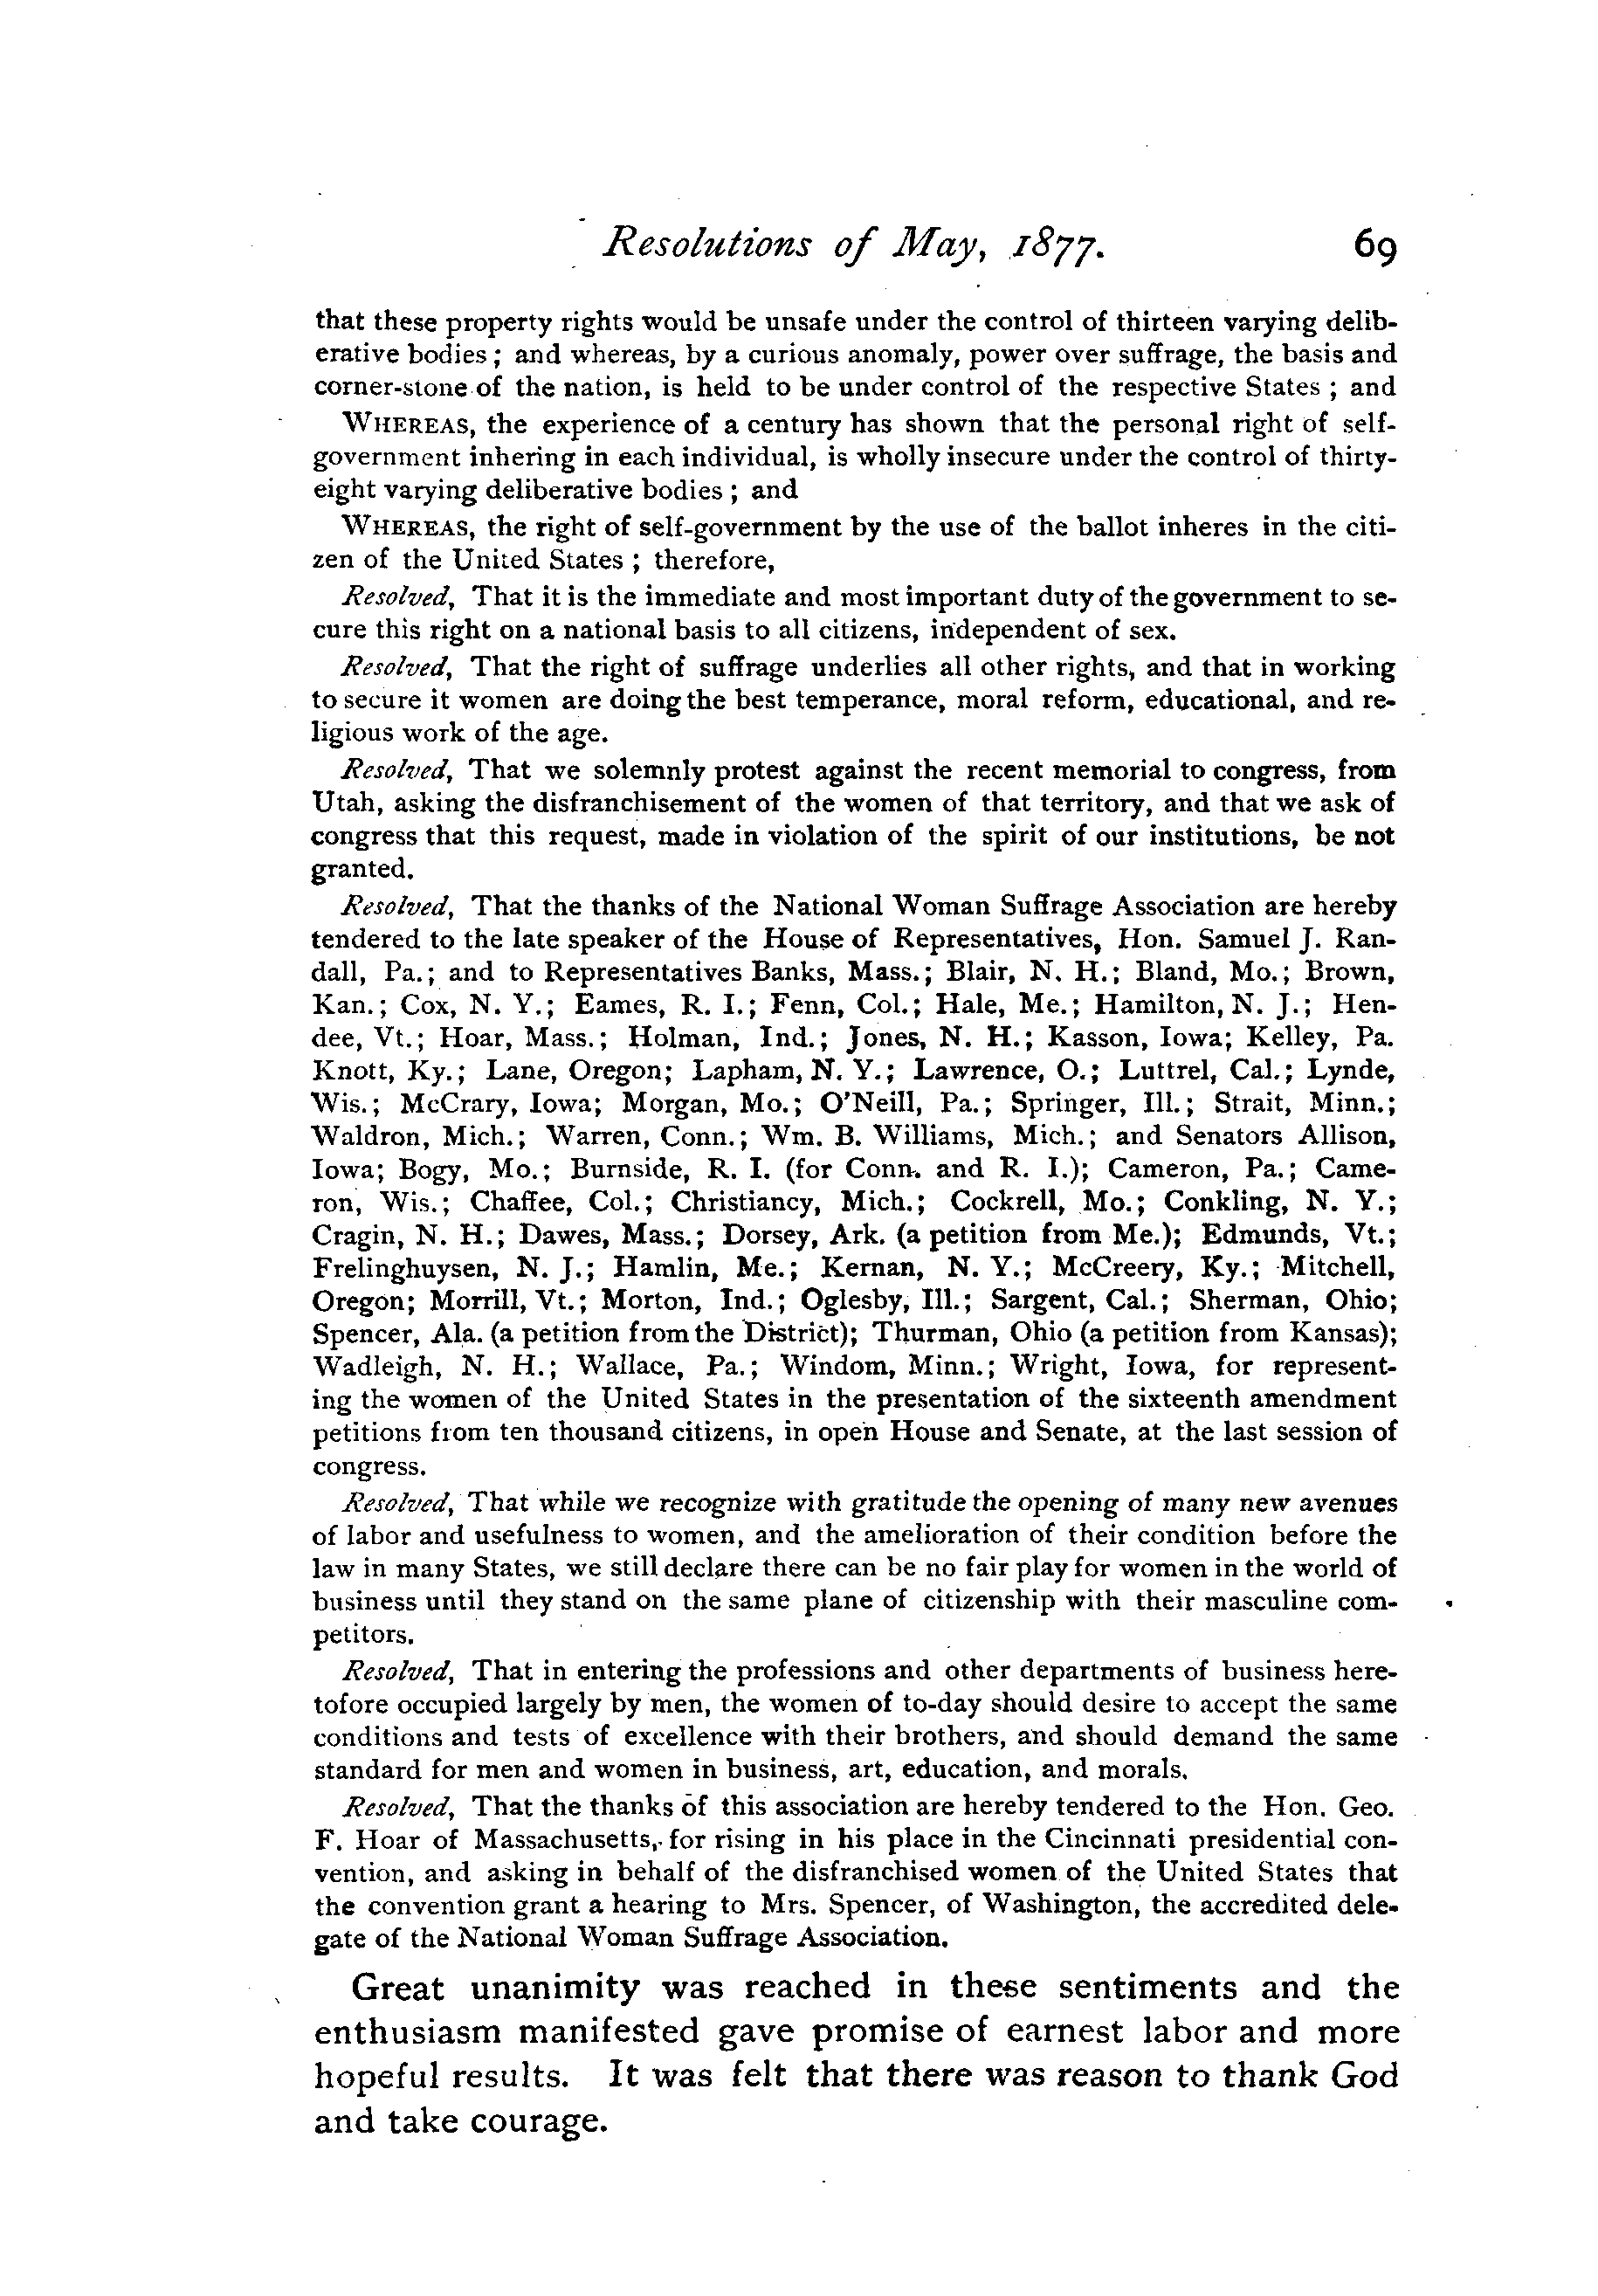 Resolutions of May, 1877. 69
that these property rights would be unsafe under the control of thirteen varying delib-
erative bodies ; and whereas, by a curious anomaly, power over suffrage, the basis and
corner-stone of the nation, is held to be under control of the respective States ; and
WHEREAS, the experience of a century has shown that the personal right of self-
government inhering in each individual, is wholly insecure under the control of thirty-
eight varying deliberative bodies ; and
WHEREAS, the right of self-government by the use of the ballot inheres in the citi-
zen of the United States ; therefore,
Resolved, That it is the immediate and most important duty of the government to se-
cure this right on a national basis to all citizens, independent of sex.
Resolved, That the right of suffrage underlies all other rights, and that in working
to secure it women are doing the best temperance, moral reform, educational, and re-
ligious work of the age.
Resolved, That we solemnly protest against the recent memorial to congress, from
Utah, asking the disfranchisement of the women of that territory, and that we ask of
congress that this request, made in violation of the spirit of our institutions, be not
granted.
Resolved, That the thanks of the National Woman Suffrage Association are hereby
tendered to the late speaker of the House of Representatives, Hon. Samuel J. Ran-
dall, Pa.; and to Representatives Banks, Mass.; Blair, N. H.; Bland, Mo.; Brown,
Kan.; Cox, N. Y.; Eames, R. I.; Fenn, Col.; Hale, Me.; Hamilton, N. J.; Hen-
dee, Vt.; Hoar, Mass.; Holman, Ind.; Jones, N. H.; Kasson, Iowa; Kelley, Pa.
Knott, Ky.; Lane, Oregon; Lapham, N. Y.; Lawrence, O.; Luttrel, Cal.; Lynde,
Wis.; McCrary, Iowa; Morgan, Mo.; O'Neill, Pa.; Springer, Ill.; Strait, Minn.;
Waldron, Mich.; Warren, Conn.; Wm. B. Williams, Mich.; and Senators Allison,
Iowa; Bogy, Mo.; Burnside, R. I. (for Conn. and R. I.); Cameron, Pa.; Came-
ron, Wis.; Chaffee, Col.; Christiancy, Mich.; Cockrell, Mo.; Conkling, N. Y.;
Cragin, N. H.; Dawes, Mass.; Dorsey, Ark. (a petition from Me.); Edmunds, Vt.;
Frelinghuysen, N. J.; Hamlin, Me.; Kernan, N. Y.; McCreery, Ky.; Mitchell,
Oregon; Morrill, Vt.; Morton, Ind.; Oglesby, Ill.; Sargent, Cal.; Sherman, Ohio;
Spencer, Ala. (a petition from the District); Thurman, Ohio (a petition from Kansas);
Wadleigh, N. H.; Wallace, Pa.; Windom, Minn.; Wright, Iowa, for represent-
ing the women of the United States in the presentation of the sixteenth amendment
petitions from ten thousand citizens, in open House and Senate, at the last session of
congress.
Resolved, That while we recognize with gratitude the opening of many new avenues
of labor and usefulness to women, and the amelioration of their condition before the
law in many States, we still declare there can be no fair play for women in the world of
business until they stand on the same plane of citizenship with their masculine com-
petitors.
Resolved, That in entering the professions and other departments of business here-
tofore occupied largely by men, the women of to-day should desire to accept the same
conditions and tests of excellence with their brothers, and should demand the same
standard for men and women in business, art, education, and morals.
Resolved, That the thanks of this association are hereby tendered to the Hon. Geo.
F. Hoar of Massachusetts, for rising in his place in the Cincinnati presidential con-
vention, and asking in behalf of the disfranchised women of the United States that
the convention grant a hearing to Mrs. Spencer, of Washington, the accredited dele-
gate of the National Woman Suffrage Association.
Great unanimity was reached in these sentiments and the
enthusiasm manifested gave promise of earnest labor and more
hopeful results. It was felt that there was reason to thank God
and take courage.